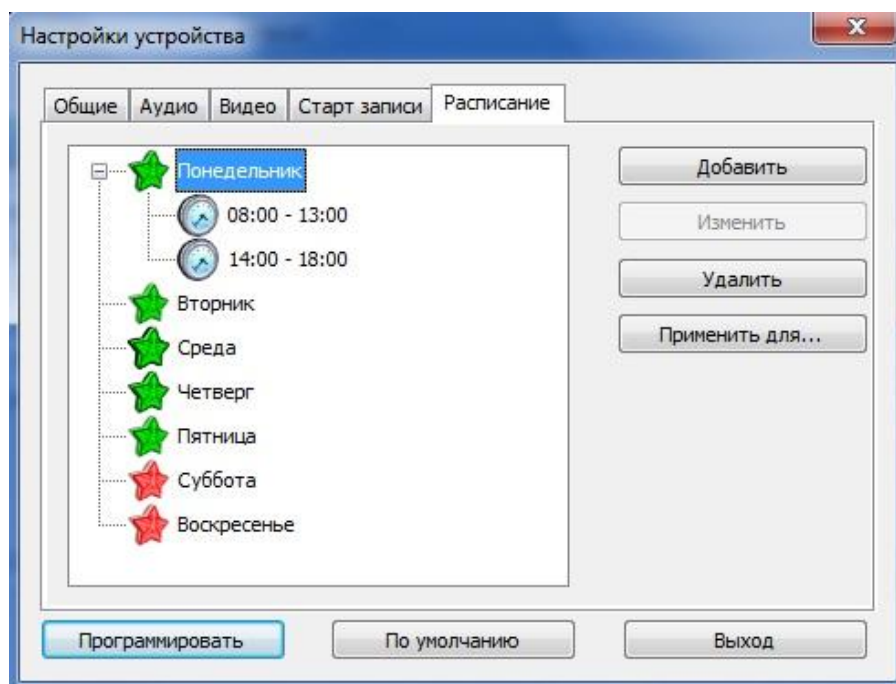 Настройки устройства
Общие Аудио Видео Старт записи Расписание
Понедельник
08:00 - 13:00
14:00 - 18:00
Вторник
Среда
Четверг
Пятница
Суббота
Воскресенье
Добавить
Изменить
Удалить
Применить для...
Программировать По умолчанию Выход